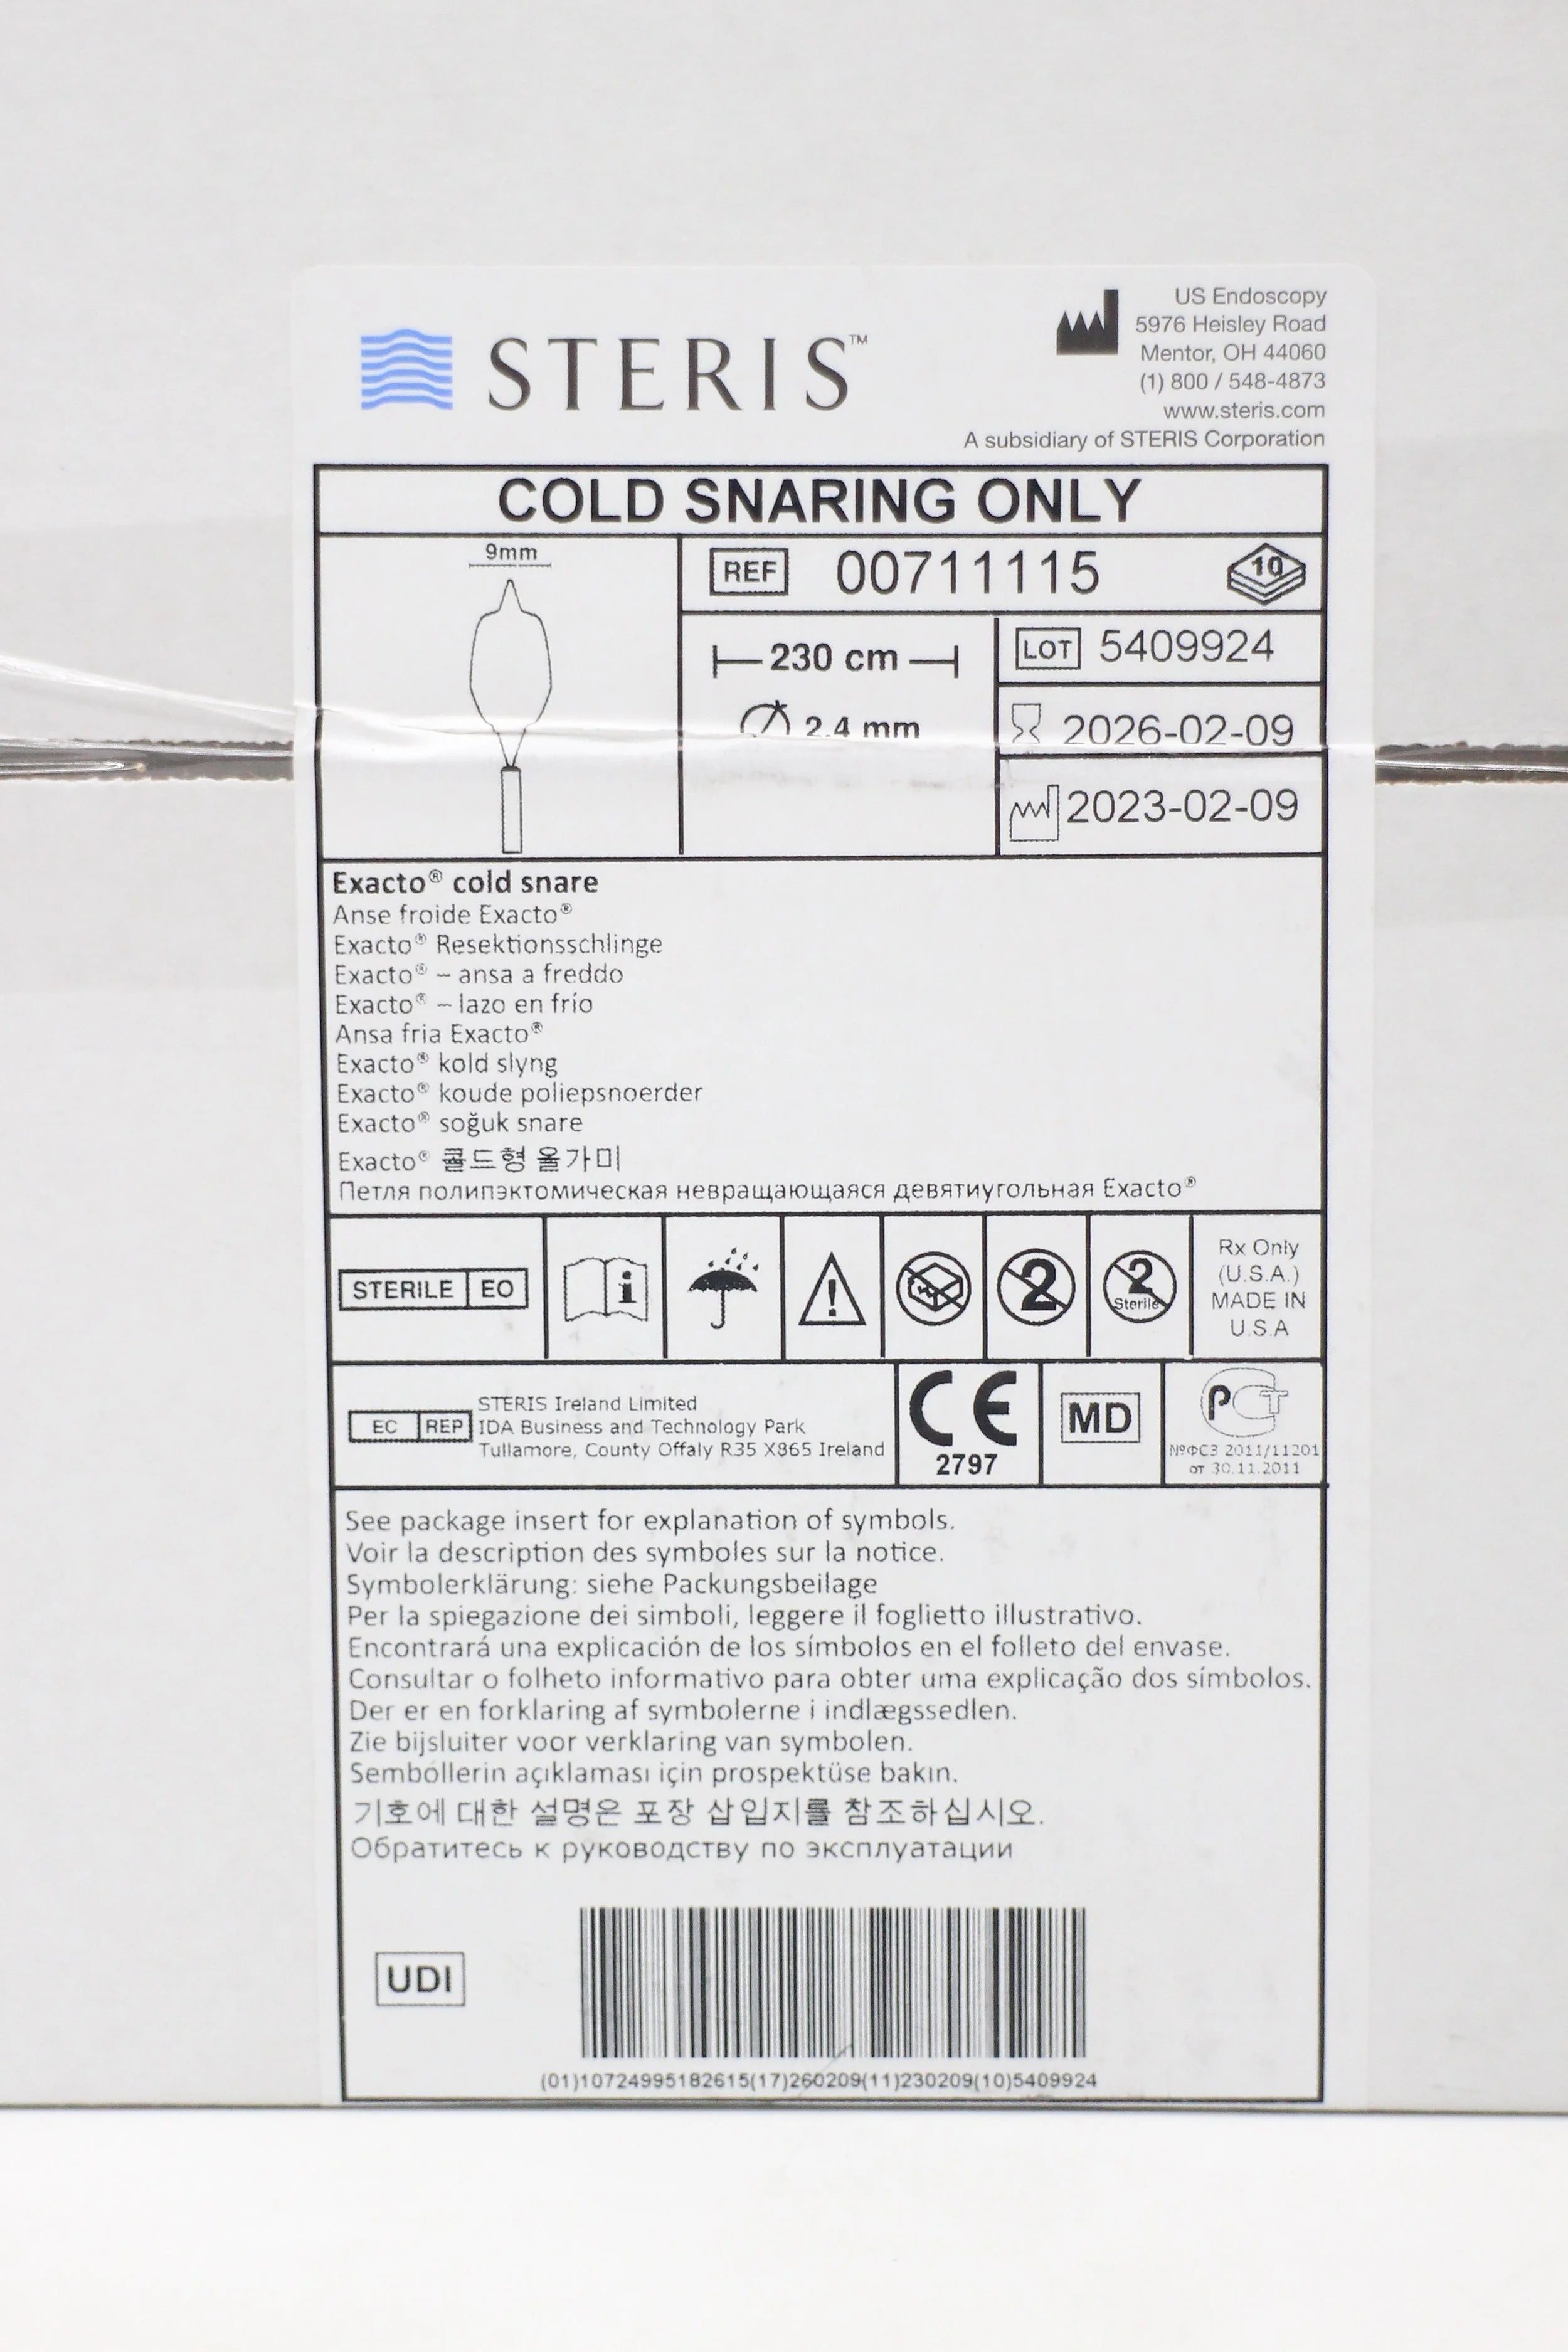 STERIS™
US Endoscopy
5976 Heisley Road
Mentor, OH 44060
(1) 800 / 548-4873
www.steris.com
A subsidiary of STERIS Corporation
COLD SNARING ONLY
9mm
REF 00711115
10
230 cm
2.4 mm
LOT 5409924
2026-02-09
2023-02-09
Exacto® cold snare
Anse froide Exacto®
Exacto® Resektionsschlinge
Exacto® – ansa a freddo
Exacto® – lazo en frío
Ansa fria Exacto®
Exacto® kold slyng
Exacto® koude poliepsnoerder
Exacto® soğuk snare
Exacto® 콜드형 올가미
Петля полипэктомическая невращающаяся девятиугольная Exacto®
STERILE EO
i
!
2
2
Sterile
Rx Only
(U.S.A.)
MADE IN
U.S.A
EC REP
STERIS Ireland Limited
IDA Business and Technology Park
Tullamore, County Offaly R35 X865 Ireland
CE
2797
MD
РСТ
№ФСЗ 2011/11201
от 30.11.2011
See package insert for explanation of symbols.
Voir la description des symboles sur la notice.
Symbolerklärung: siehe Packungsbeilage
Per la spiegazione dei simboli, leggere il foglietto illustrativo.
Encontrará una explicación de los símbolos en el folleto del envase.
Consultar o folheto informativo para obter uma explicação dos símbolos.
Der er en forklaring af symbolerne i indlægssedlen.
Zie bijsluiter voor verklaring van symbolen.
Sembollerin açıklaması için prospektüse bakın.
기호에 대한 설명은 포장 삽입지를 참조하십시오.
Обратитесь к руководству по эксплуатации
UDI
(01)10724995182615(17)260209(11)230209(10)5409924